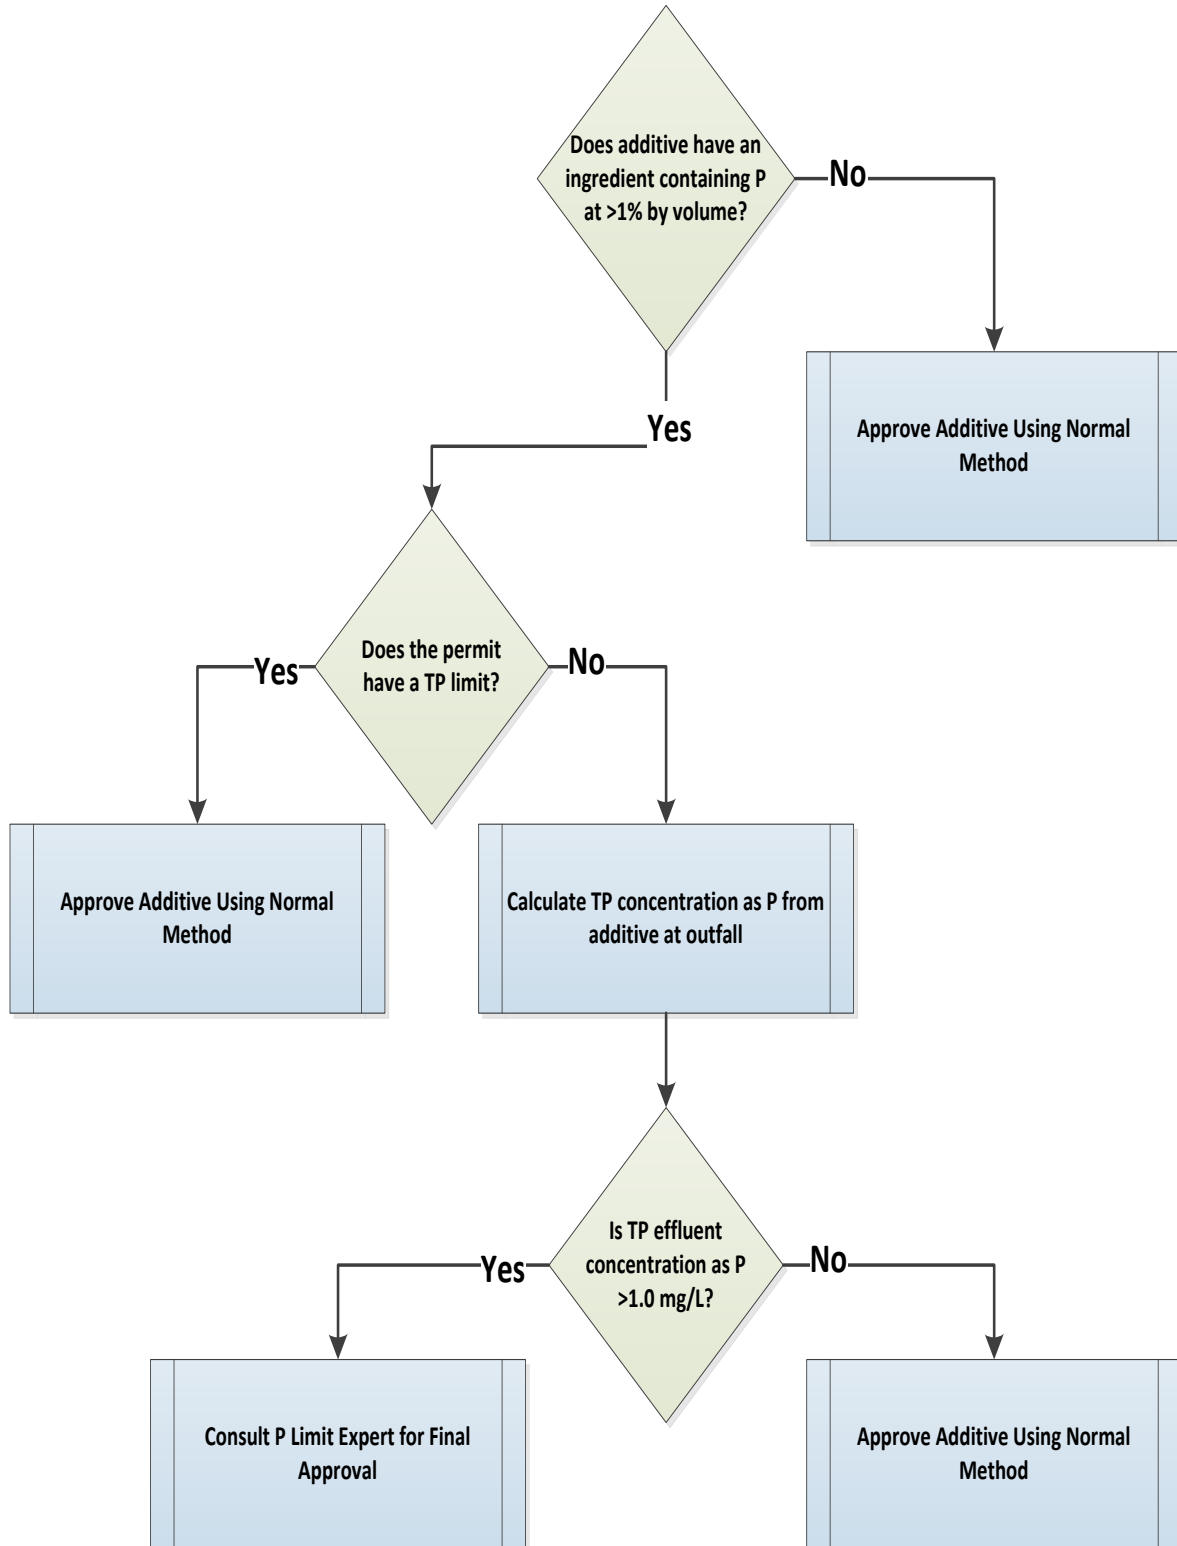 Does additive have an
ingredient containing P
at >1% by volume?
No
Approve Additive Using Normal
Method
Yes
Does the permit
have a TP limit?
Yes
No
Approve Additive Using Normal
Method
Calculate TP concentration as P from
additive at outfall
Is TP effluent
concentration as P
>1.0 mg/L?
Yes
No
Consult P Limit Expert for Final
Approval
Approve Additive Using Normal
Method